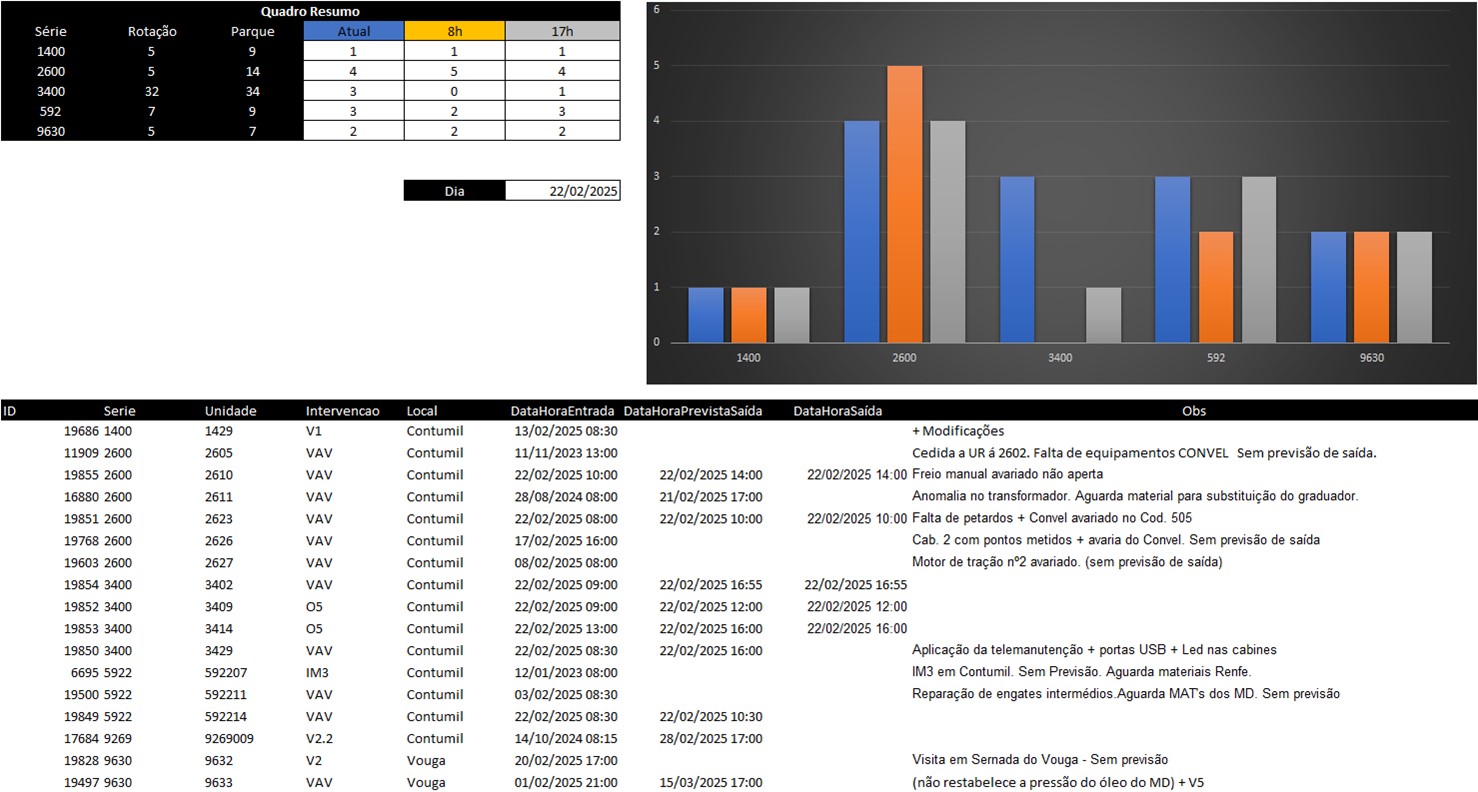 Quadro Resumo
Série Rotação Parque Atual 8h 17h
1400 5 9 1 1 1
2600 5 14 4 5 4
3400 32 34 3 0 1
592 7 9 3 2 3
9630 5 7 2 2 2
Dia 22/02/2025
6
5
4
3
2
1
0
1400 2600 3400 592 9630
ID Serie Unidade Intervencao Local DataHoraEntrada DataHoraPrevistaSaída DataHoraSaída Obs
19686 1400 1429 V1 Contumil 13/02/2025 08:30 + Modificações
11909 2600 2605 VAV Contumil 11/11/2023 13:00 Cedida a UR á 2602. Falta de equipamentos CONVEL Sem previsão de saída.
19855 2600 2610 VAV Contumil 22/02/2025 10:00 22/02/2025 14:00 22/02/2025 14:00 Freio manual avariado não aperta
16880 2600 2611 VAV Contumil 28/08/2024 08:00 21/02/2025 17:00 Anomalia no transformador. Aguarda material para substituição do graduador.
19851 2600 2623 VAV Contumil 22/02/2025 08:00 22/02/2025 10:00 22/02/2025 10:00 Falta de petardos + Convel avariado no Cod. 505
19768 2600 2626 VAV Contumil 17/02/2025 16:00 Cab. 2 com pontos metidos + avaria do Convel. Sem previsão de saída
19603 2600 2627 VAV Contumil 08/02/2025 08:00 Motor de tração nº2 avariado. (sem previsão de saída)
19854 3400 3402 VAV Contumil 22/02/2025 09:00 22/02/2025 16:55 22/02/2025 16:55
19852 3400 3409 O5 Contumil 22/02/2025 09:00 22/02/2025 12:00 22/02/2025 12:00
19853 3400 3414 O5 Contumil 22/02/2025 13:00 22/02/2025 16:00 22/02/2025 16:00
19850 3400 3429 VAV Contumil 22/02/2025 08:30 22/02/2025 16:00 Aplicação da telemanutenção + portas USB + Led nas cabines
6695 5922 592207 IM3 Contumil 12/01/2023 08:00 IM3 em Contumil. Sem Previsão. Aguarda materiais Renfe.
19500 5922 592211 VAV Contumil 03/02/2025 08:30 Reparação de engates intermédios.Aguarda MAT's dos MD. Sem previsão
19849 5922 592214 VAV Contumil 22/02/2025 08:30 22/02/2025 10:30
17684 9269 9269009 V2.2 Contumil 14/10/2024 08:15 28/02/2025 17:00
19828 9630 9632 V2 Vouga 20/02/2025 17:00 Visita em Sernada do Vouga - Sem previsão
19497 9630 9633 VAV Vouga 01/02/2025 21:00 15/03/2025 17:00 (não restabelece a pressão do óleo do MD) + V5